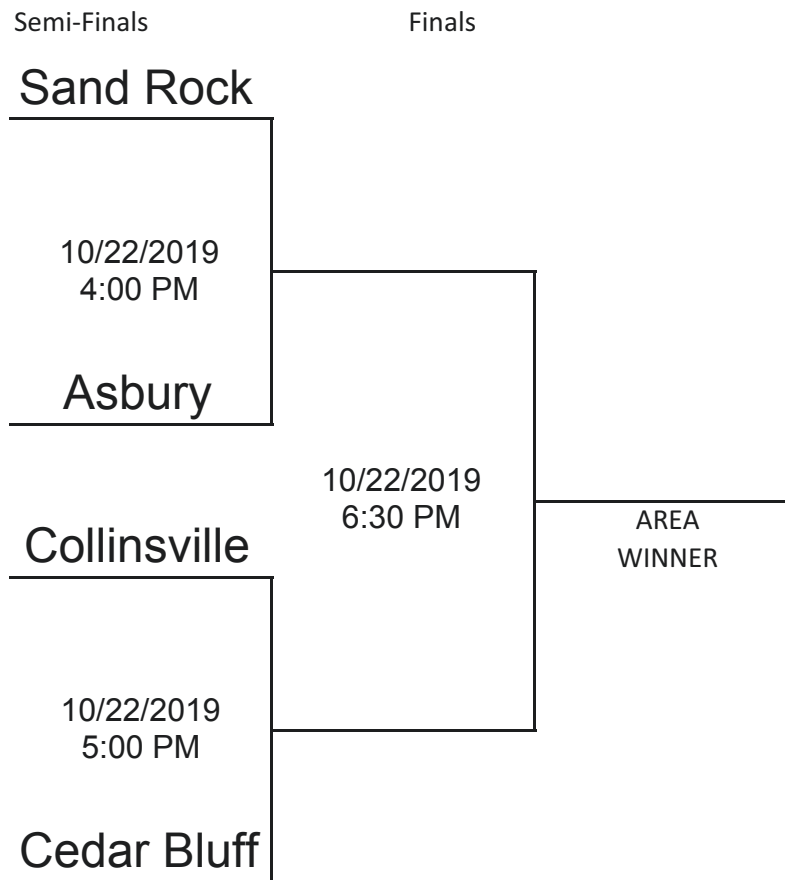 Semi-Finals
Finals
Sand Rock
10/22/2019
4:00 PM
Asbury
10/22/2019
6:30 PM
AREA
WINNER
Collinsville
10/22/2019
5:00 PM
Cedar Bluff